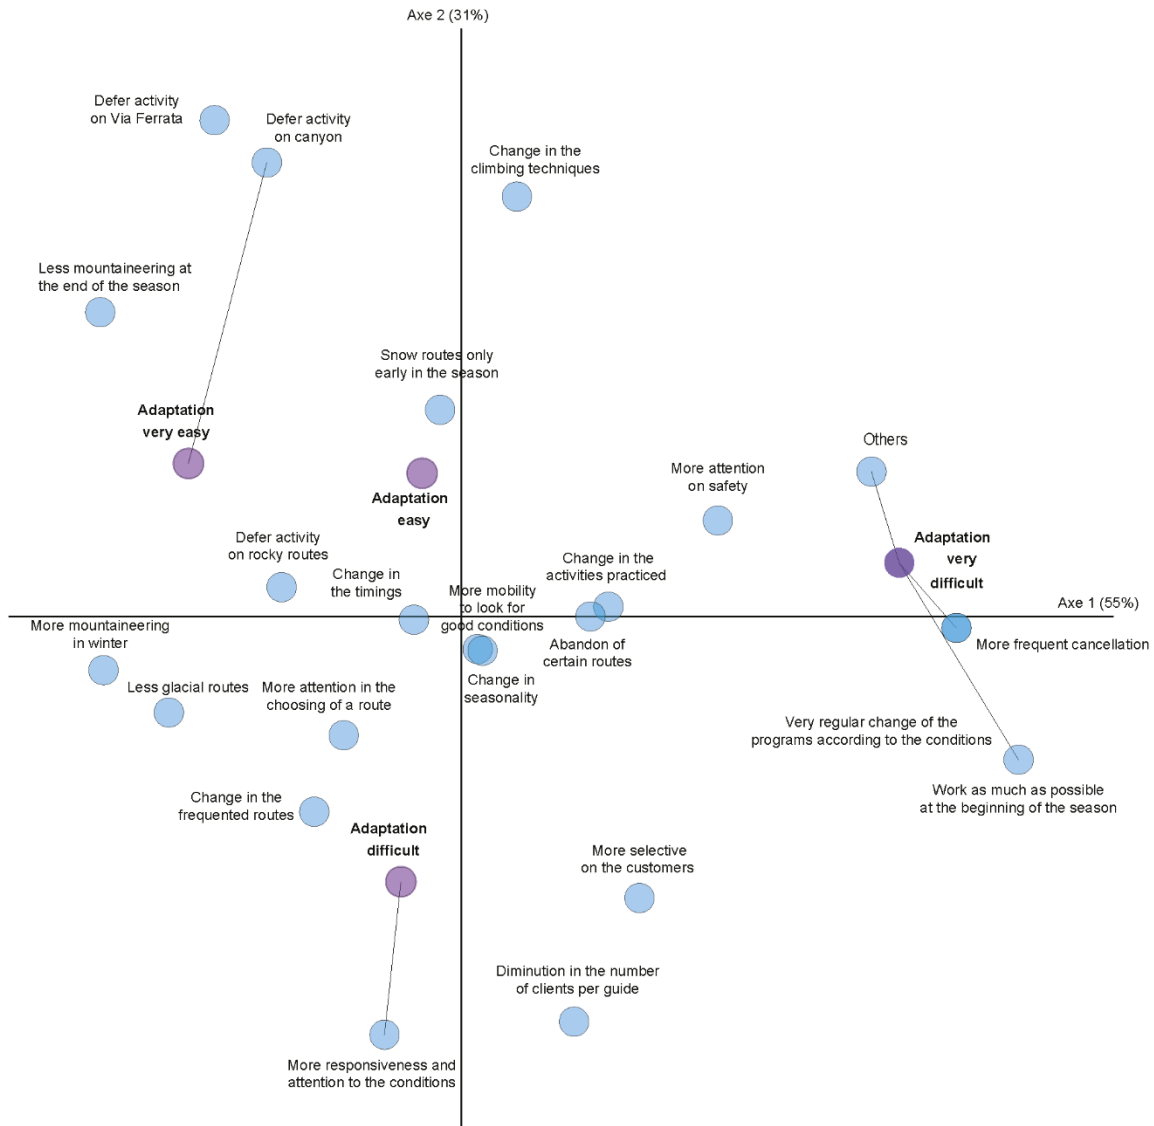 Axe 2 (31%)
Defer activity
on Via Ferrata
Defer activity
on canyon
Change in the
climbing techniques
Less mountaineering at
the end of the season
Snow routes only
early in the season
Adaptation
very easy
Others
More attention
on safety
Adaptation
easy
Defer activity
on rocky routes
Adaptation
very
difficult
Change in the
activities practiced
Change in
the timings
More mobility
to look for
good conditions
Axe 1 (55%)
More mountaineering
in winter
Abandon of
certain routes
More frequent cancellation
Less glacial routes
More attention in the
choosing of a route
Change in
seasonality
Very regular change of the
programs according to the conditions
Work as much as possible
at the beginning of the season
Change in the
frequented routes
Adaptation
difficult
More selective
on the customers
Diminution in the number
of clients per guide
More responsiveness and
attention to the conditions